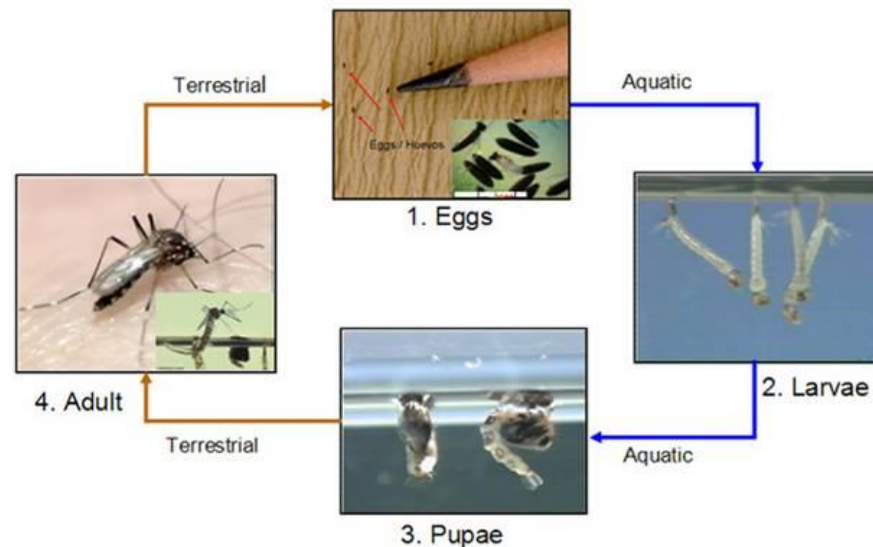 Terrestrial
Aquatic
Eggs / Huevos
1. Eggs
2. Larvae
4. Adult
Terrestrial
Aquatic
3. Pupae